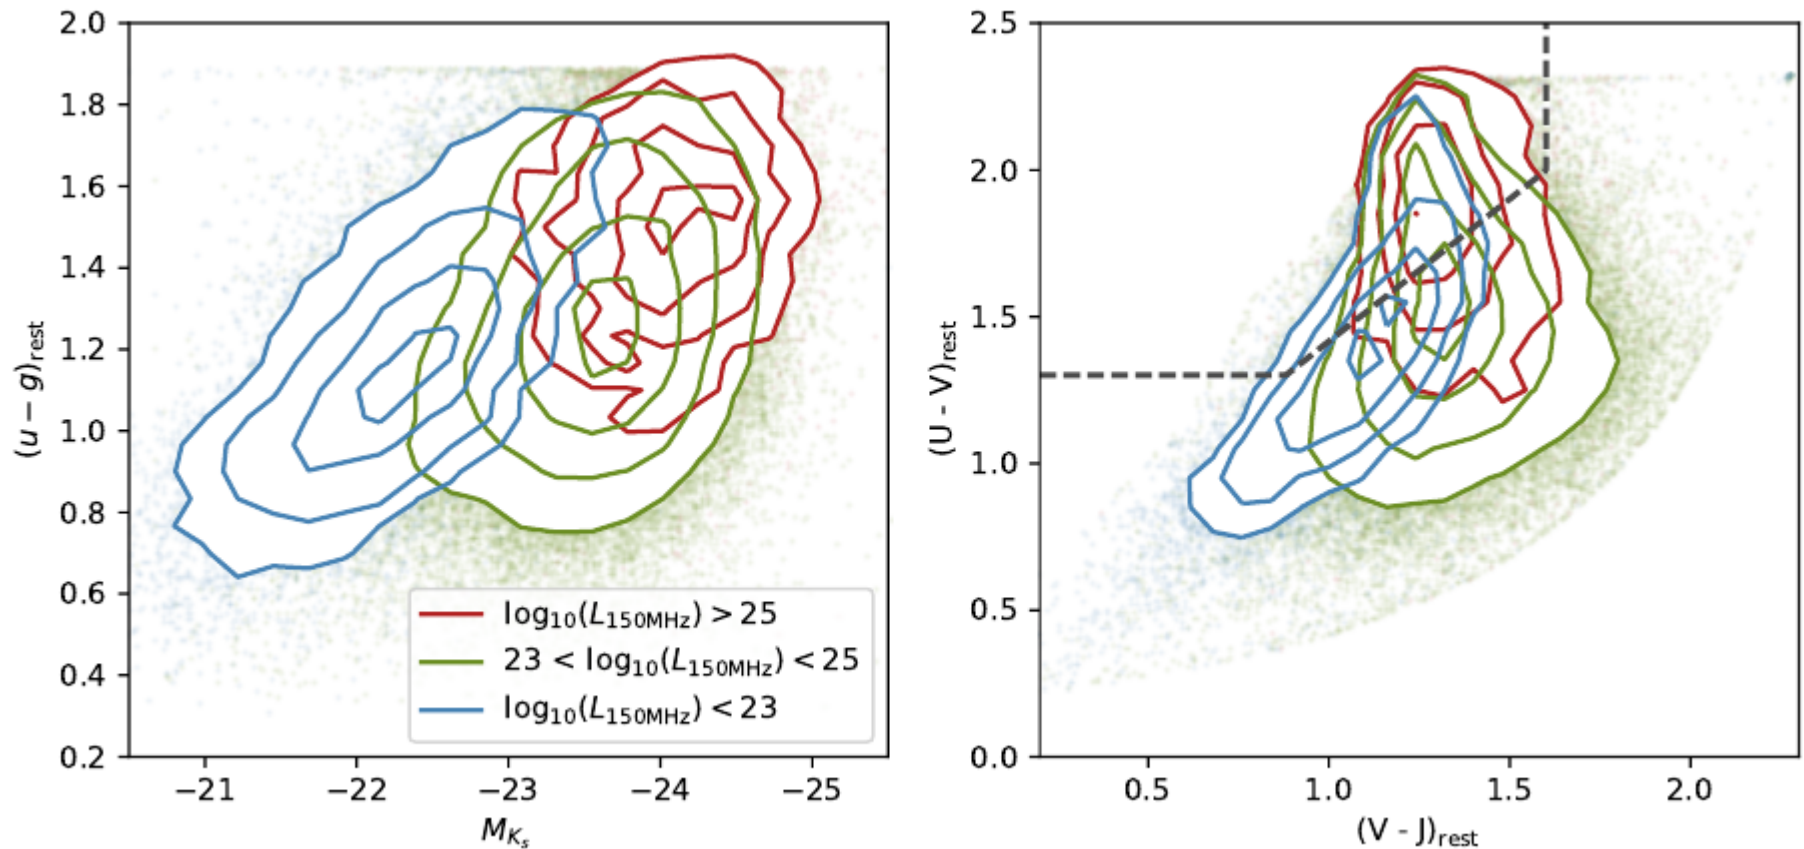 2.0
1.8
1.6
1.4
1.2
1.0
0.8
0.6
0.4
0.2
(u − g)rest
−21 −22 −23 −24 −25
MKs
log10(L150MHz) > 25
23 < log10(L150MHz) < 25
log10(L150MHz) < 23
2.5
2.0
1.5
1.0
0.5
0.0
(U - V)rest
0.5 1.0 1.5 2.0
(V - J)rest